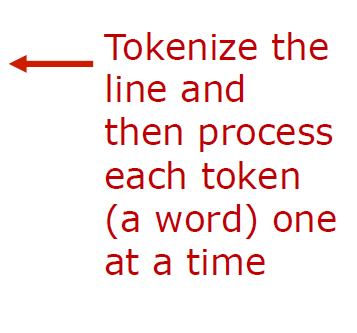 Tokenize the
line and
then process
each token
(a word) one
at a time